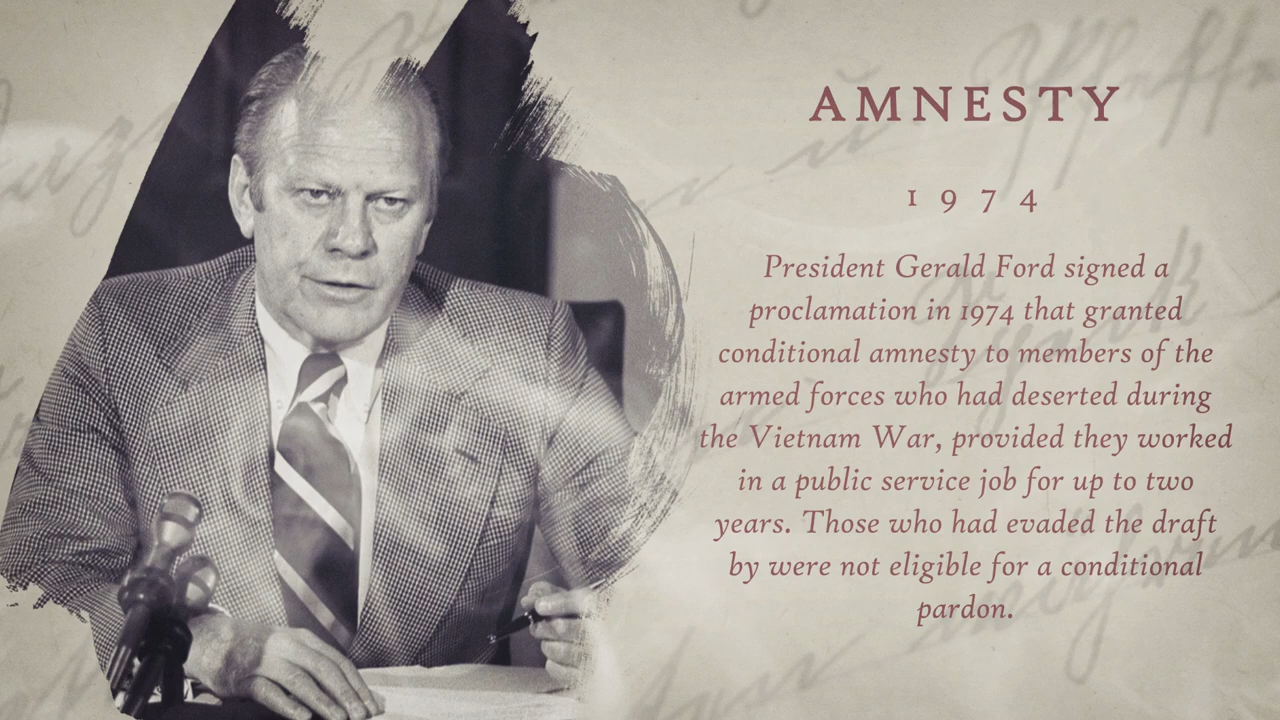 AMNESTY
1974
President Gerald Ford signed a
proclamation in 1974 that granted
conditional amnesty to members of the
armed forces who had deserted during
the Vietnam War, provided they worked
in a public service job for up to two
years. Those who had evaded the draft
by were not eligible for a conditional
pardon.